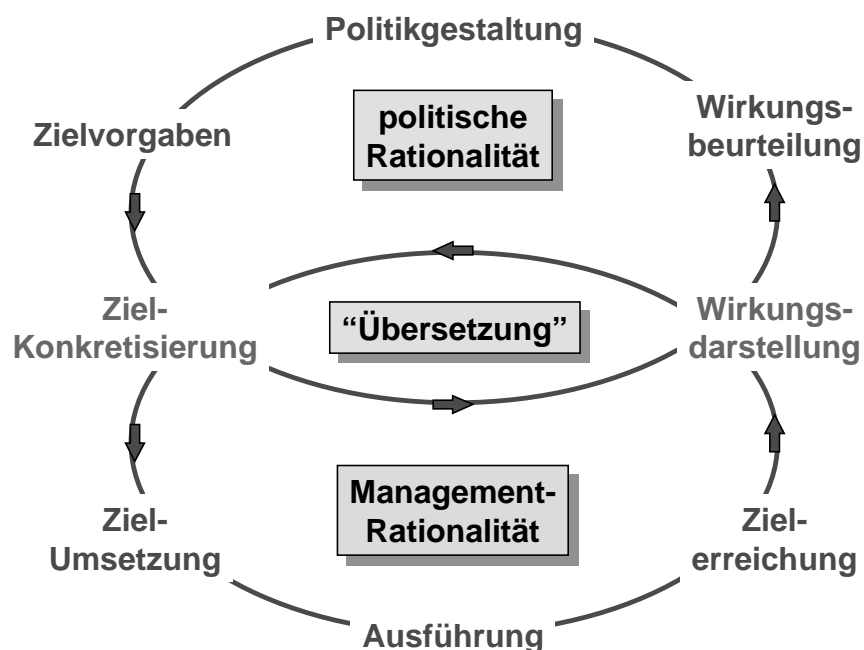 Politikgestaltung
politische
Rationalität
Wirkungs-
beurteilung
Zielvorgaben
Ziel-
Konkretisierung
“Übersetzung”
Wirkungs-
darstellung
Management-
Rationalität
Ziel-
Umsetzung
Ziel-
erreichung
Ausführung